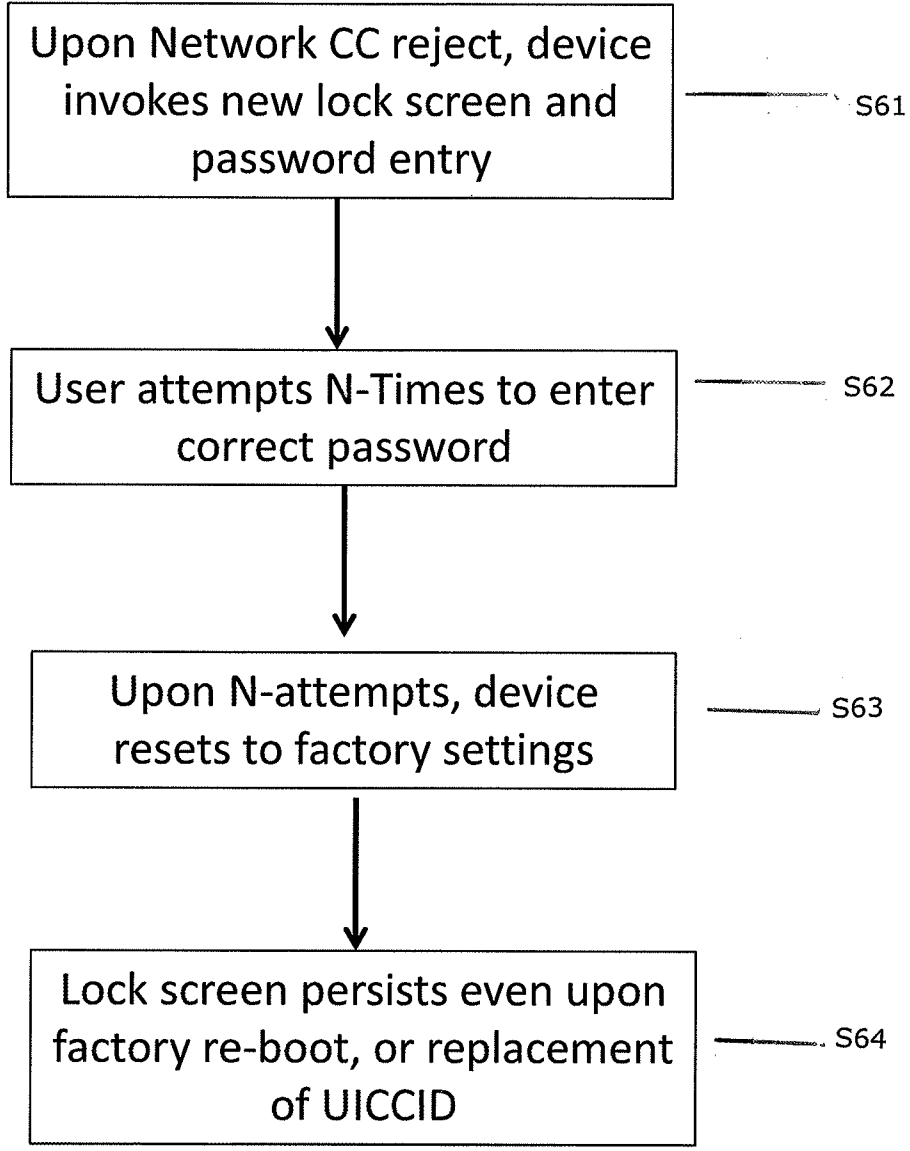 Upon Network CC reject, device
invokes new lock screen and
password entry
S61
User attempts N-Times to enter
correct password
S62
Upon N-attempts, device
resets to factory settings
S63
Lock screen persists even upon
factory re-boot, or replacement
of UICCID
S64